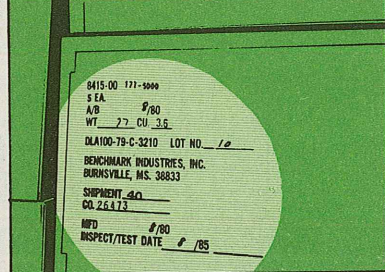 8415-00 177-5000
5 EA.
A/B 8/80
WT 77 CU. 3.6
DLA100-79-C-3210 LOT NO. 10
BENCHMARK INDUSTRIES, INC.
BURNSVILLE, MS. 38833
SHIPMENT 40
CO. 26473
MFD 8/80
INSPECT/TEST DATE 8 /85